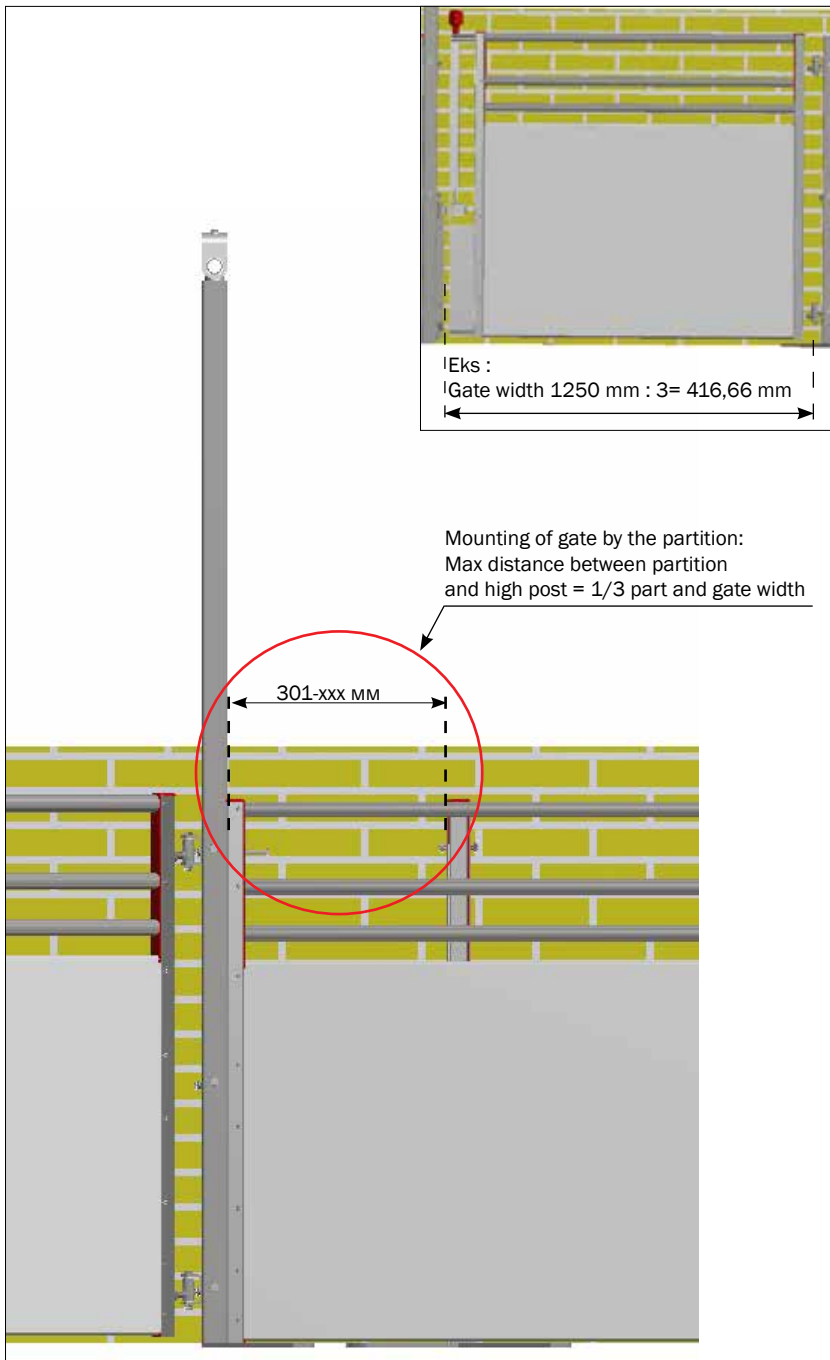 Eks :
Gate width 1250 mm : 3= 416,66 mm
Mounting of gate by the partition:
Max distance between partition
and high post = 1/3 part and gate width
301-xxx мм